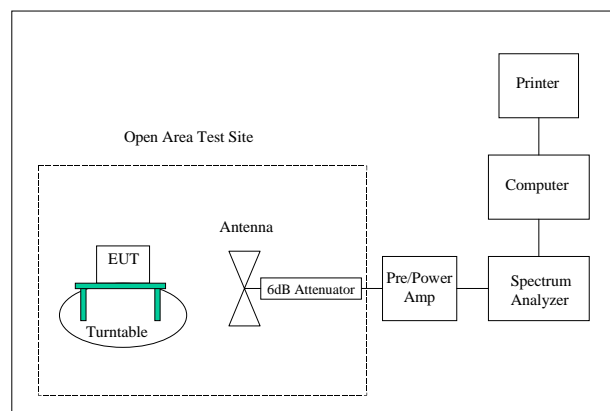 Printer
Open Area Test Site
Computer
Antenna
EUT
Pre/Power
Amp
Spectrum
Analyzer
6dB Attenuator
Turntable